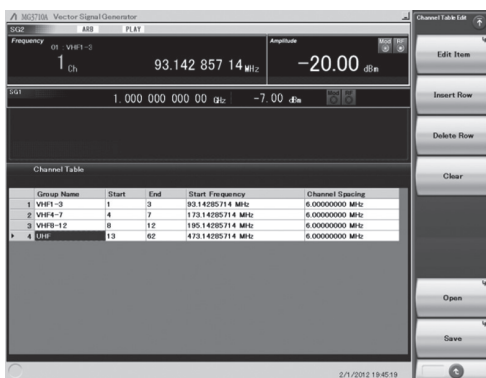 MG3710A Vector Signal Generator
SG2 ARB PLAY
Frequency 01 : VHF1-3 Amplitude Mod RF
1 Ch 93.142 857 14 MHz -20.00 dBm
SG1 1. 000 000 000 00 GHz -7. 00 dBm Mod RF
Channel Table
Group Name Start End Start Frequency Channel Spacing
1 VHF1-3 1 3 93.14285714 MHz 6.00000000 MHz
2 VHF4-7 4 7 173.14285714 MHz 6.00000000 MHz
3 VHF8-12 8 12 195.14285714 MHz 6.00000000 MHz
4 UHF 13 62 473.14285714 MHz 6.00000000 MHz
2/1/2012 19:45:19
Channel Table Edit
Edit Item
Insert Row
Delete Row
Clear
Open
Save